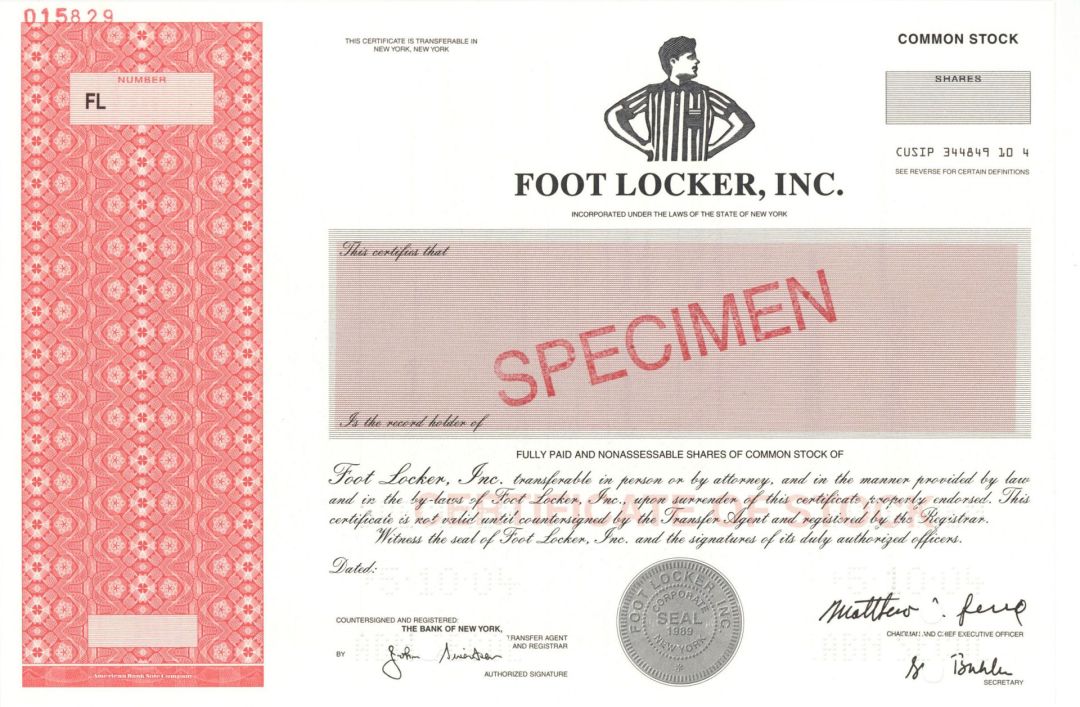 015829
NUMBER
FL
THIS CERTIFICATE IS TRANSFERABLE IN
NEW YORK, NEW YORK
COMMON STOCK
SHARES
CUSIP 344849 10 4
SEE REVERSE FOR CERTAIN DEFINITIONS
FOOT LOCKER, INC.
INCORPORATED UNDER THE LAWS OF THE STATE OF NEW YORK
This certifies that
SPECIMEN
Is the record holder of
FULLY PAID AND NONASSESSABLE SHARES OF COMMON STOCK OF
Foot Locker, Inc. transferable in person or by attorney, and in the manner provided by law
and in the by-laws of Foot Locker, Inc., upon surrender of this certificate properly endorsed. This
certificate is not valid until countersigned by the Transfer Agent and registered by the Registrar.
Witness the seal of Foot Locker, Inc. and the signatures of its duly authorized officers.
CERTIFICATE OF STOCK
Dated:
5·10·04
5·10·04
COUNTERSIGNED AND REGISTERED:
THE BANK OF NEW YORK,
TRANSFER AGENT
AND REGISTRAR
BY
AUTHORIZED SIGNATURE
FOOT LOCKER, INC.
CORPORATE
SEAL
1989
NEW YORK
CHAIRMAN AND CHIEF EXECUTIVE OFFICER
SECRETARY
American Bank Note Company